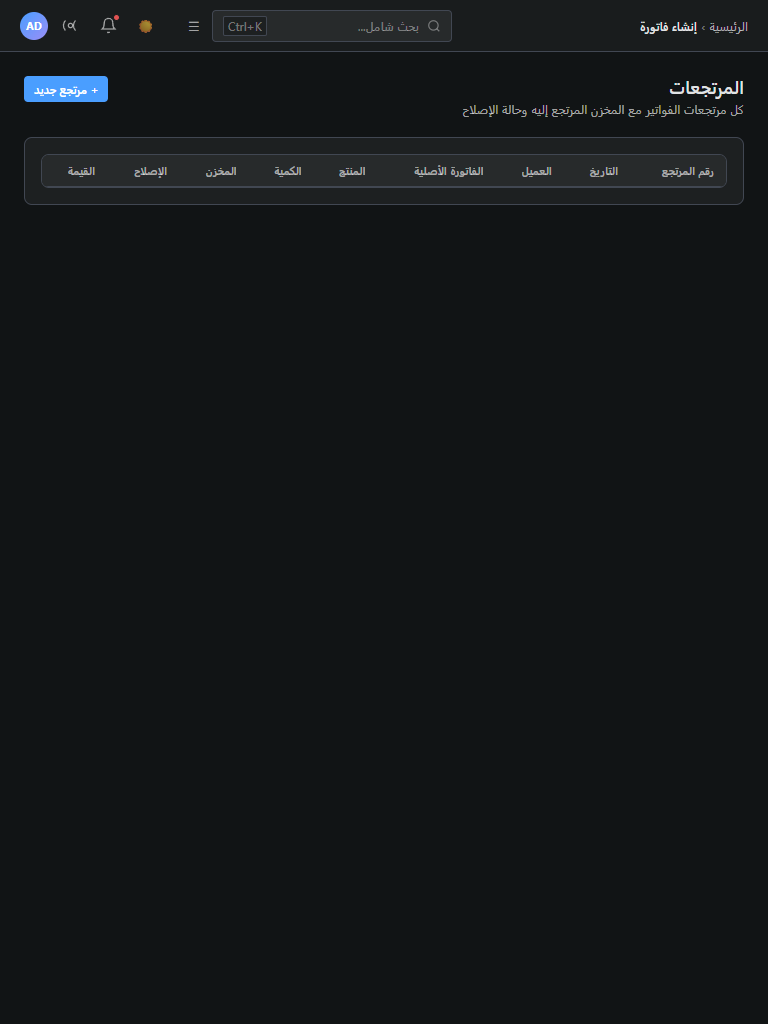 الرئيسية › إنشاء فاتورة
بحث شامل... Ctrl+K
☰
AD
المرتجعات
+ مرتجع جديد
كل مرتجعات الفواتير مع المخزن المرتجع إليه وحالة الإصلاح
رقم المرتجع التاريخ العميل الفاتورة الأصلية المنتج الكمية المخزن الإصلاح القيمة